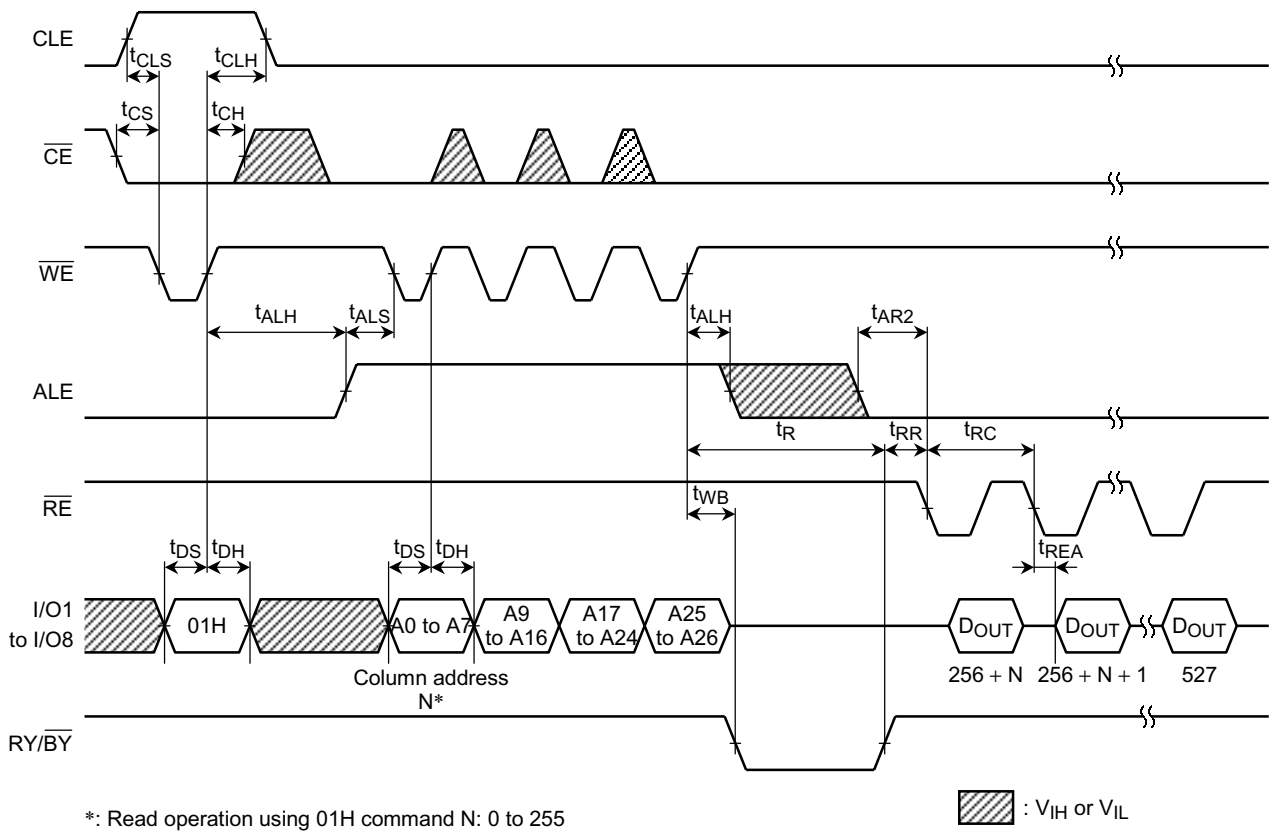 CLE
tCLS tCLH
tCS tCH
CE
WE
tALH tALS tALH tAR2
ALE
tR tRR tRC
RE
tWB
tREA
tDS tDH tDS tDH
I/O1
to I/O8
01H
A0 to A7
A9
to A16
A17
to A24
A25
to A26
DOUT DOUT DOUT
256 + N 256 + N + 1 527
Column address
N*
RY/BY
*: Read operation using 01H command N: 0 to 255
: VIH or VIL